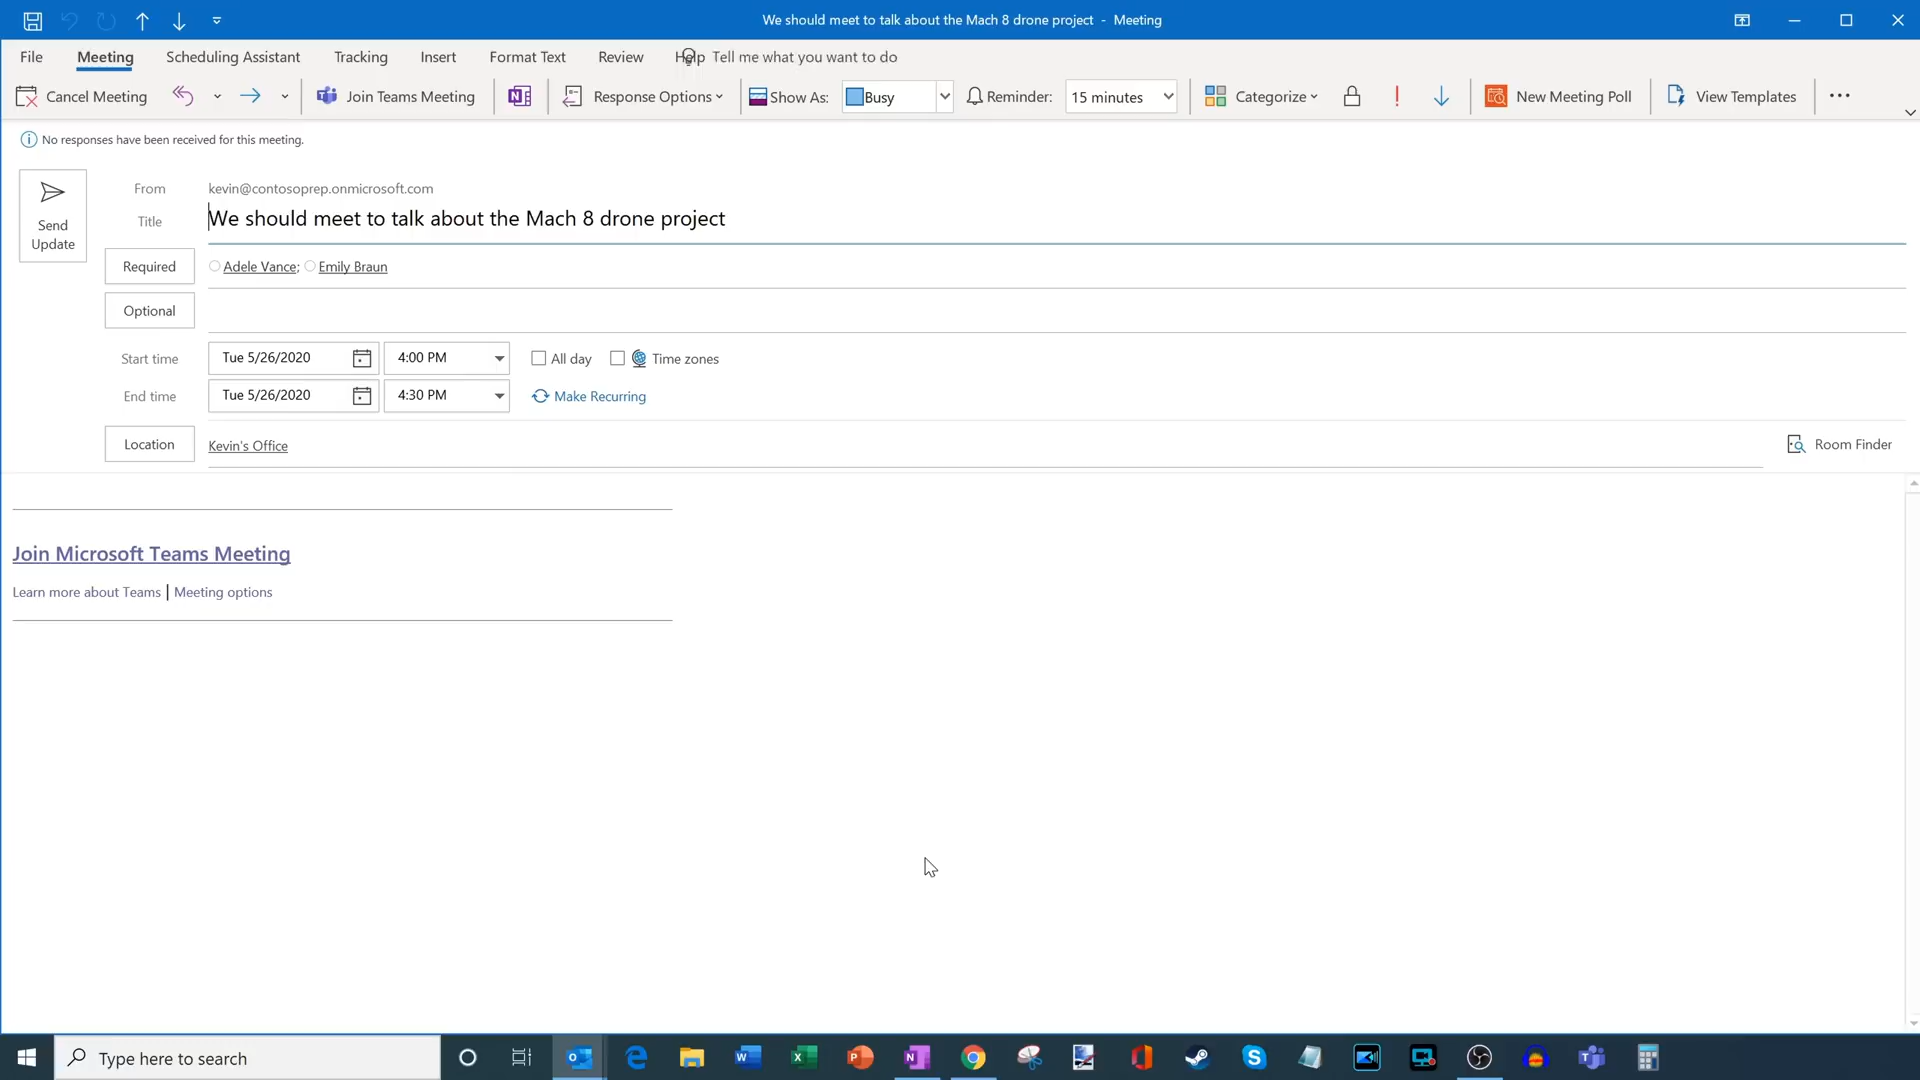 We should meet to talk about the Mach 8 drone project - Meeting
File Meeting Scheduling Assistant Tracking Insert Format Text Review Help Tell me what you want to do
Cancel Meeting Join Teams Meeting Response Options Show As: Busy Reminder: 15 minutes Categorize New Meeting Poll View Templates
No responses have been received for this meeting.
Send Update
From kevin@contosoprep.onmicrosoft.com
Title We should meet to talk about the Mach 8 drone project
Required Adele Vance; Emily Braun
Optional
Start time Tue 5/26/2020 4:00 PM All day Time zones
End time Tue 5/26/2020 4:30 PM Make Recurring
Location Kevin's Office Room Finder
Join Microsoft Teams Meeting
Learn more about Teams | Meeting options
Type here to search